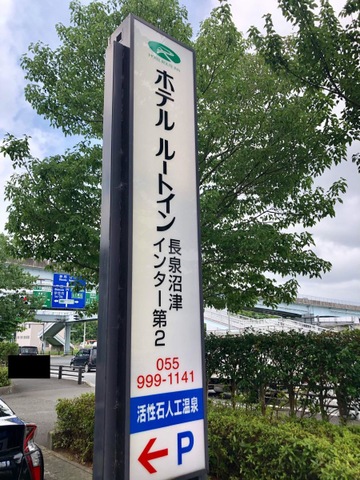 ホテル ルートイン
長泉沼津
インター第2
055
999-1141
活性石人工温泉
P